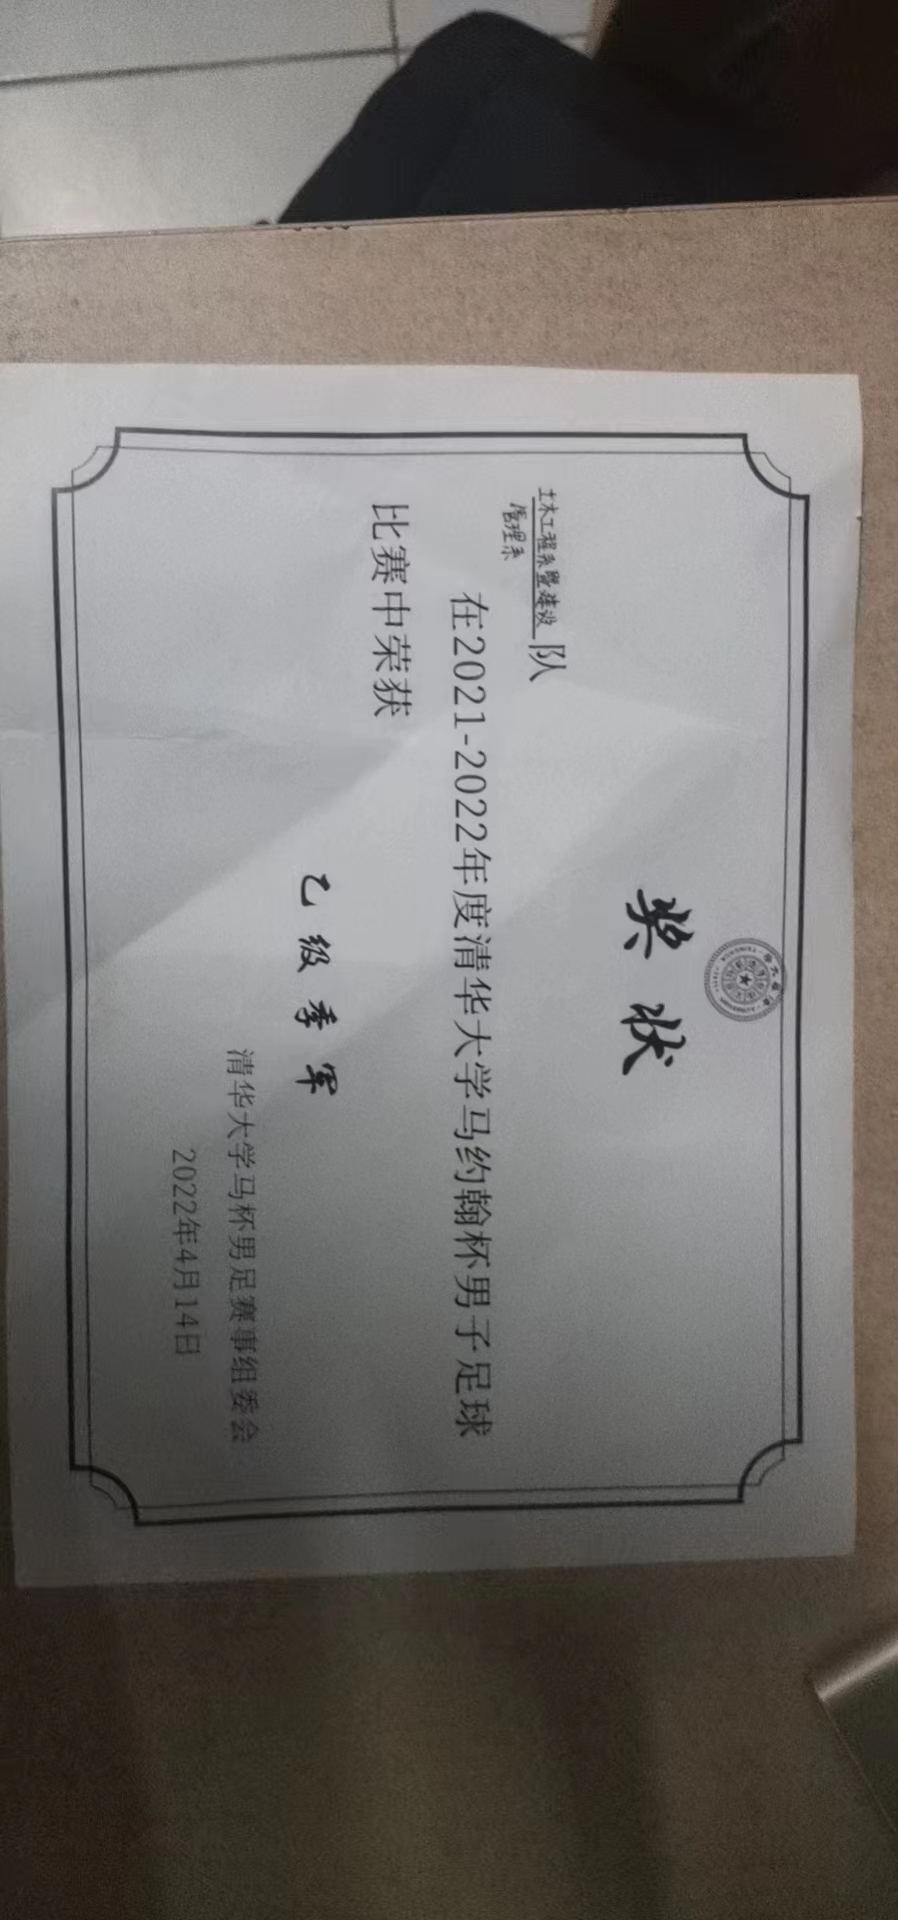 奖状
土木工程系暨建设
管理系
队
在2021-2022年度清华大学马约翰杯男子足球
比赛中荣获
乙级季军
清华大学马杯男足赛事组委会
2022年4月14日